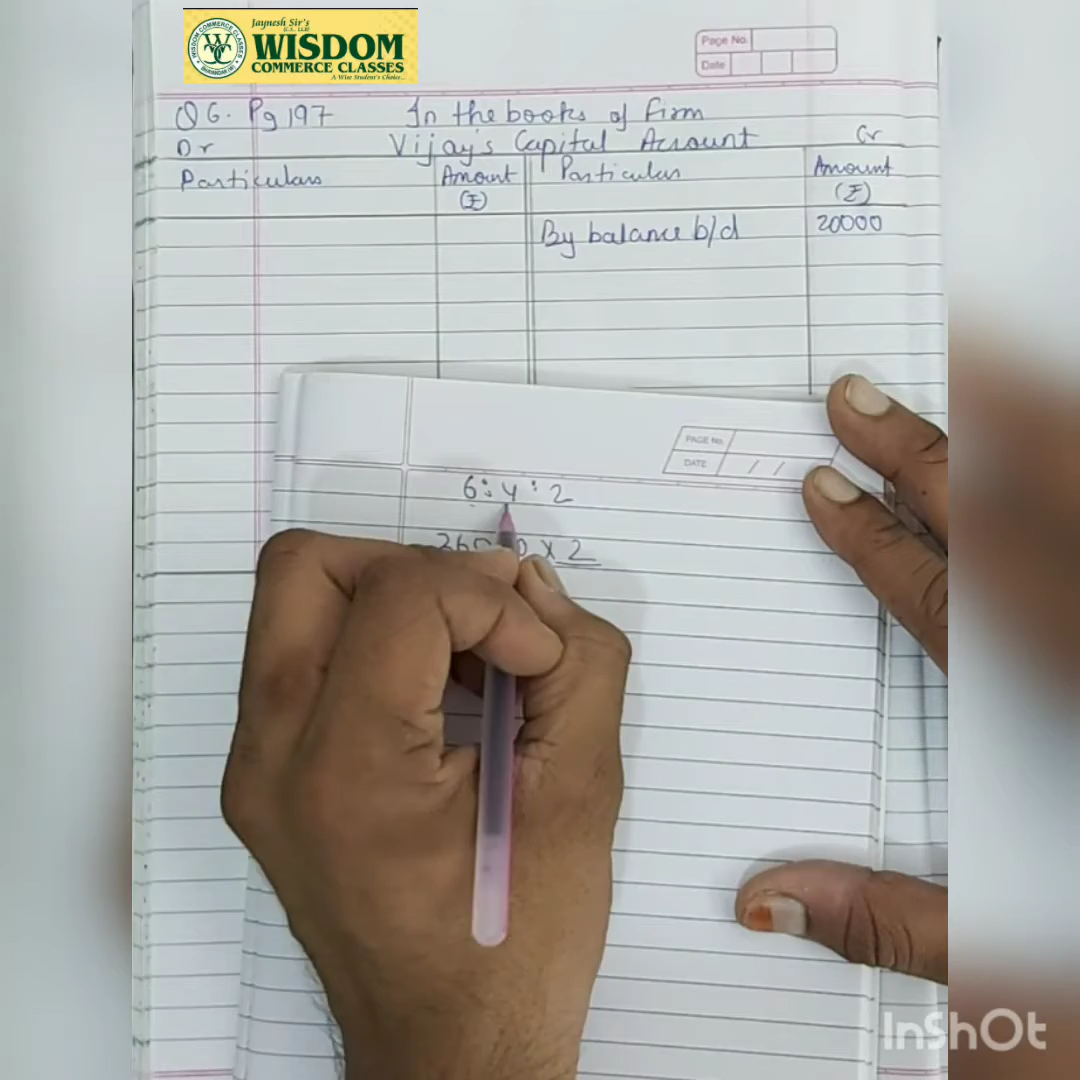 Jaynesh Sir's
WISDOM
COMMERCE CLASSES
A Wise Student's Choice...
Page No.
Date
Q6. Pg 197 In the books of Firm
Dr Vijay's Capital Account Cr
Particulars Amount (₹) Particulars Amount (₹)
By balance b/d 20000
PAGE No.
DATE / /
6:4:2
× 2
InShOt